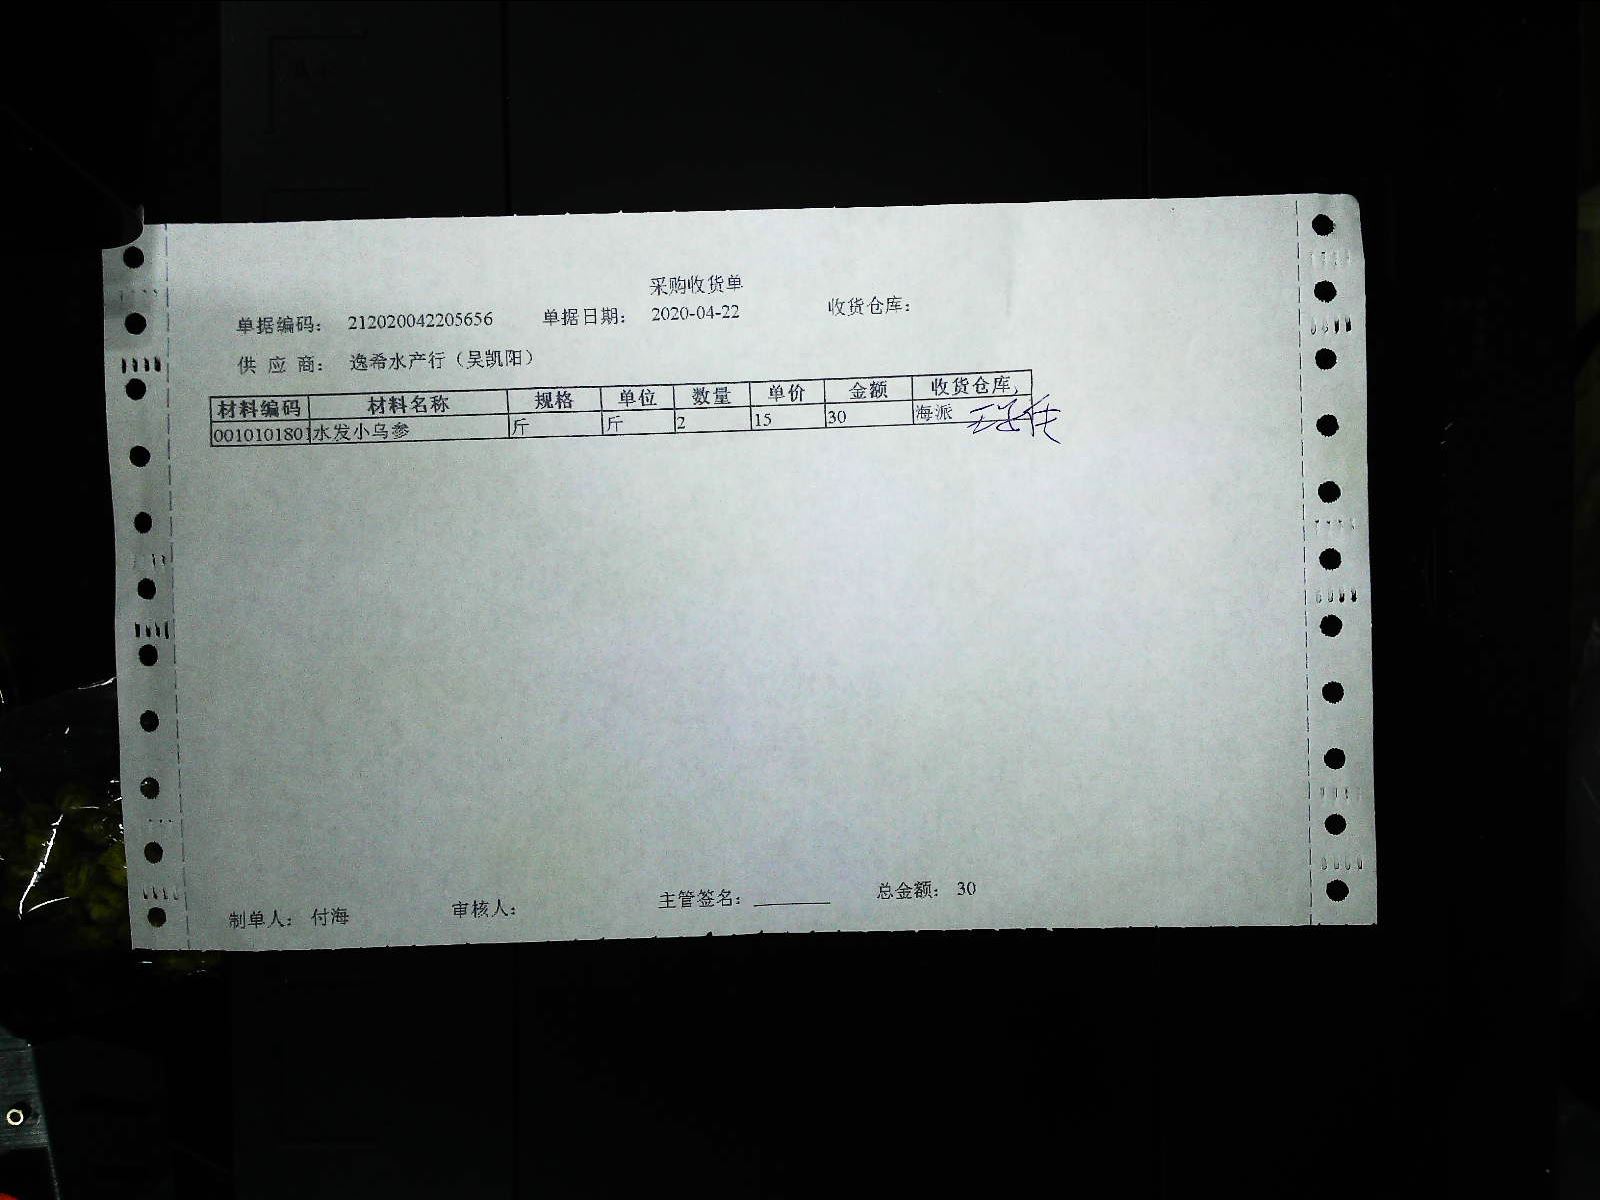 采购收货单
单据编码： 212020042205656 单据日期： 2020-04-22 收货仓库：
供 应 商： 逸希水产行（吴凯阳）
材料编码 材料名称 规格 单位 数量 单价 金额 收货仓库
0010101801 水发小乌参 斤 斤 2 15 30 海派
制单人： 付海 审核人： 主管签名： 总金额： 30